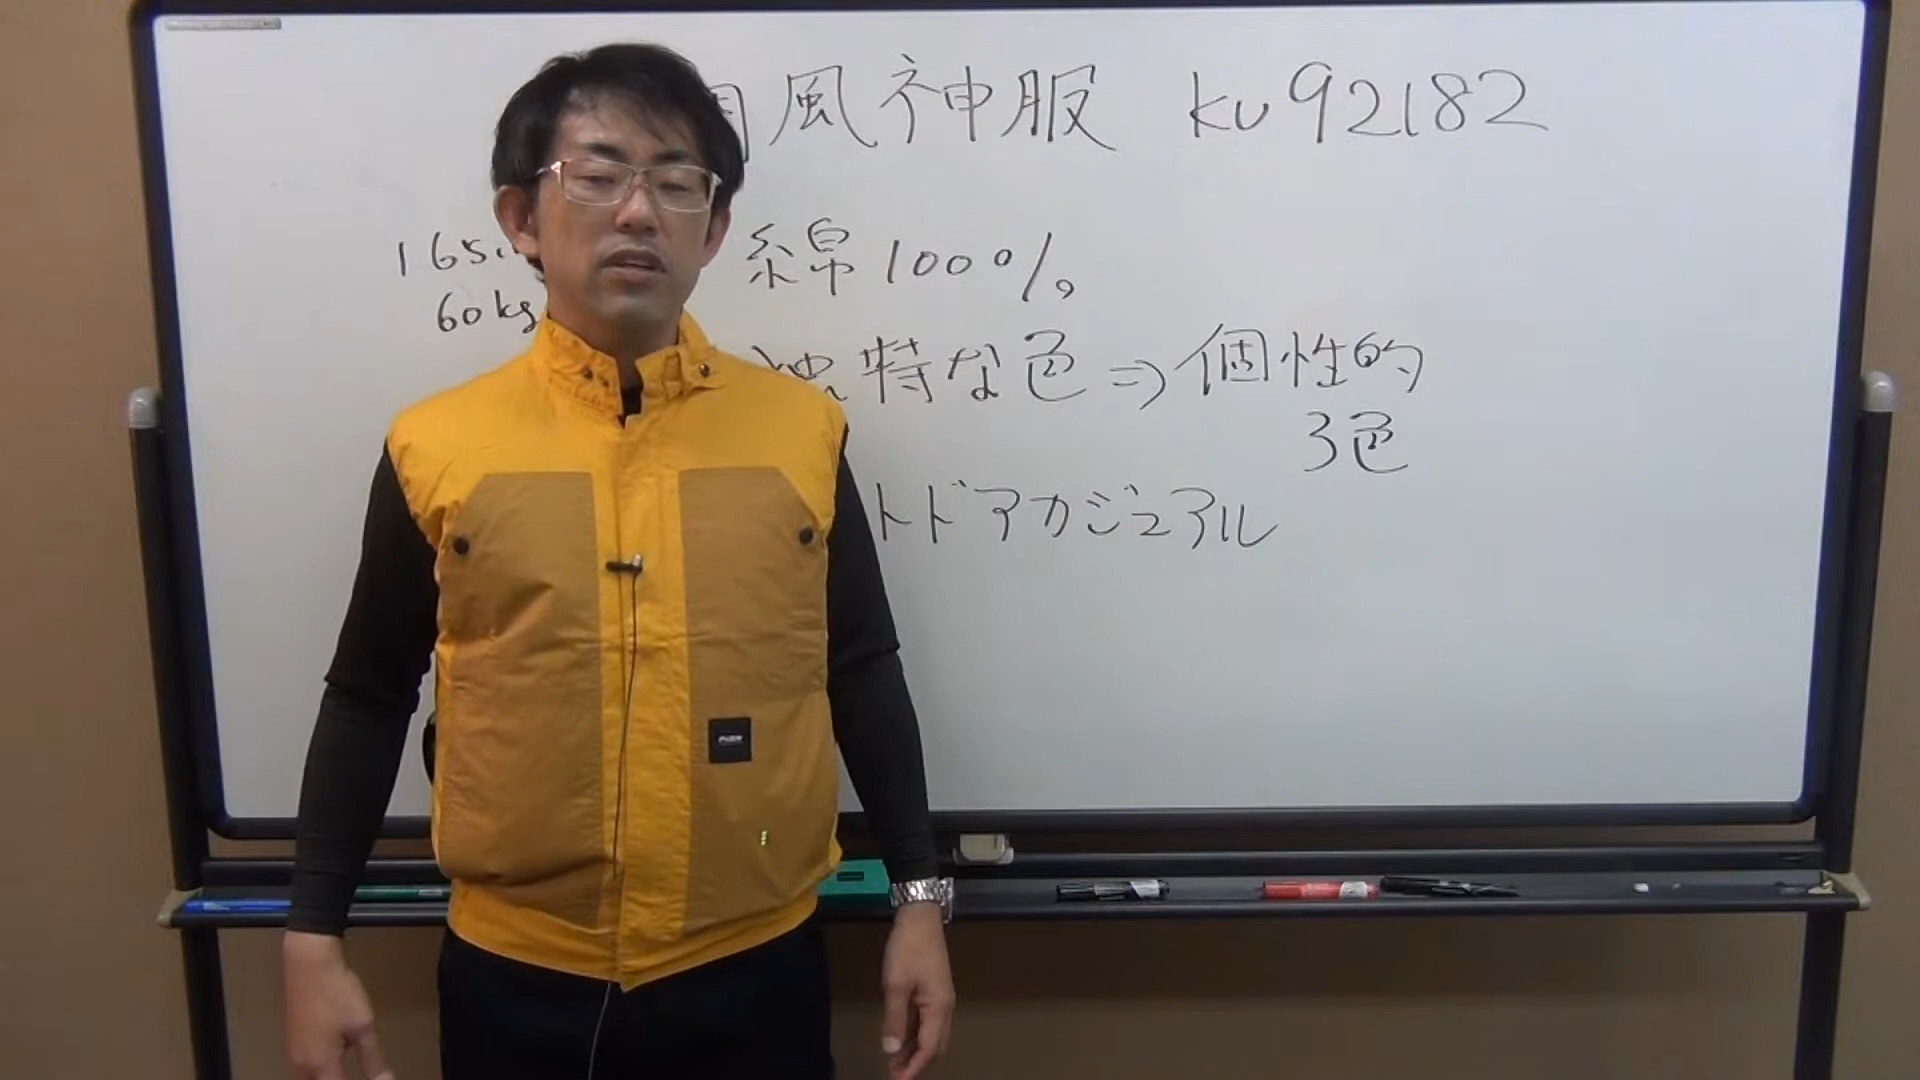 風神服 ku92182
165c
60kg
綿100%。
特な色⇒個性的
3色
トドアカジュアル